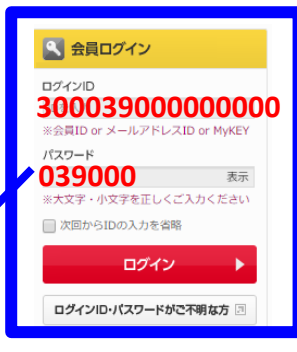 会員ログイン
ログインID
300039000000000
※会員ID or メールアドレスID or MyKEY
パスワード
039000 表示
※大文字・小文字を正しくご入力ください
次回からIDの入力を省略
ログイン
ログインID・パスワードがご不明な方